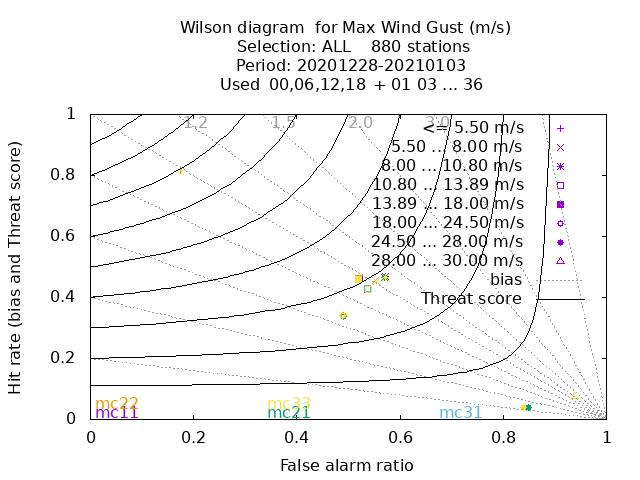 Wilson diagram  for Max Wind Gust (m/s)
Selection: ALL    880 stations
Period: 20201228-20210103
Used  00,06,12,18  + 01 03 ... 36
1.2 1.5 2.0 3.0
<= 5.50 m/s
5.50 ... 8.00 m/s
8.00 ... 10.80 m/s
10.80 ... 13.89 m/s
13.89 ... 18.00 m/s
18.00 ... 24.50 m/s
24.50 ... 28.00 m/s
28.00 ... 30.00 m/s
bias
Threat score
1
0.8
0.6
0.4
0.2
0
Hit rate (bias and Threat score)
mc22 mc33
mc11 mc21 mc31
0 0.2 0.4 0.6 0.8 1
False alarm ratio